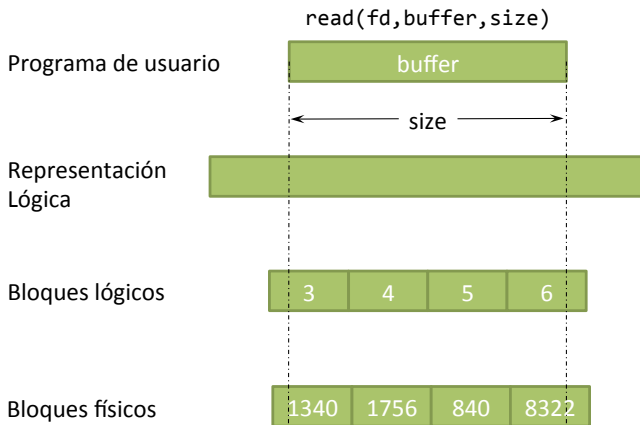 read(fd,buffer,size)
Programa de usuario
buffer
size
Representación
Lógica
Bloques lógicos
3 4 5 6
Bloques físicos
1340 1756 840 8322